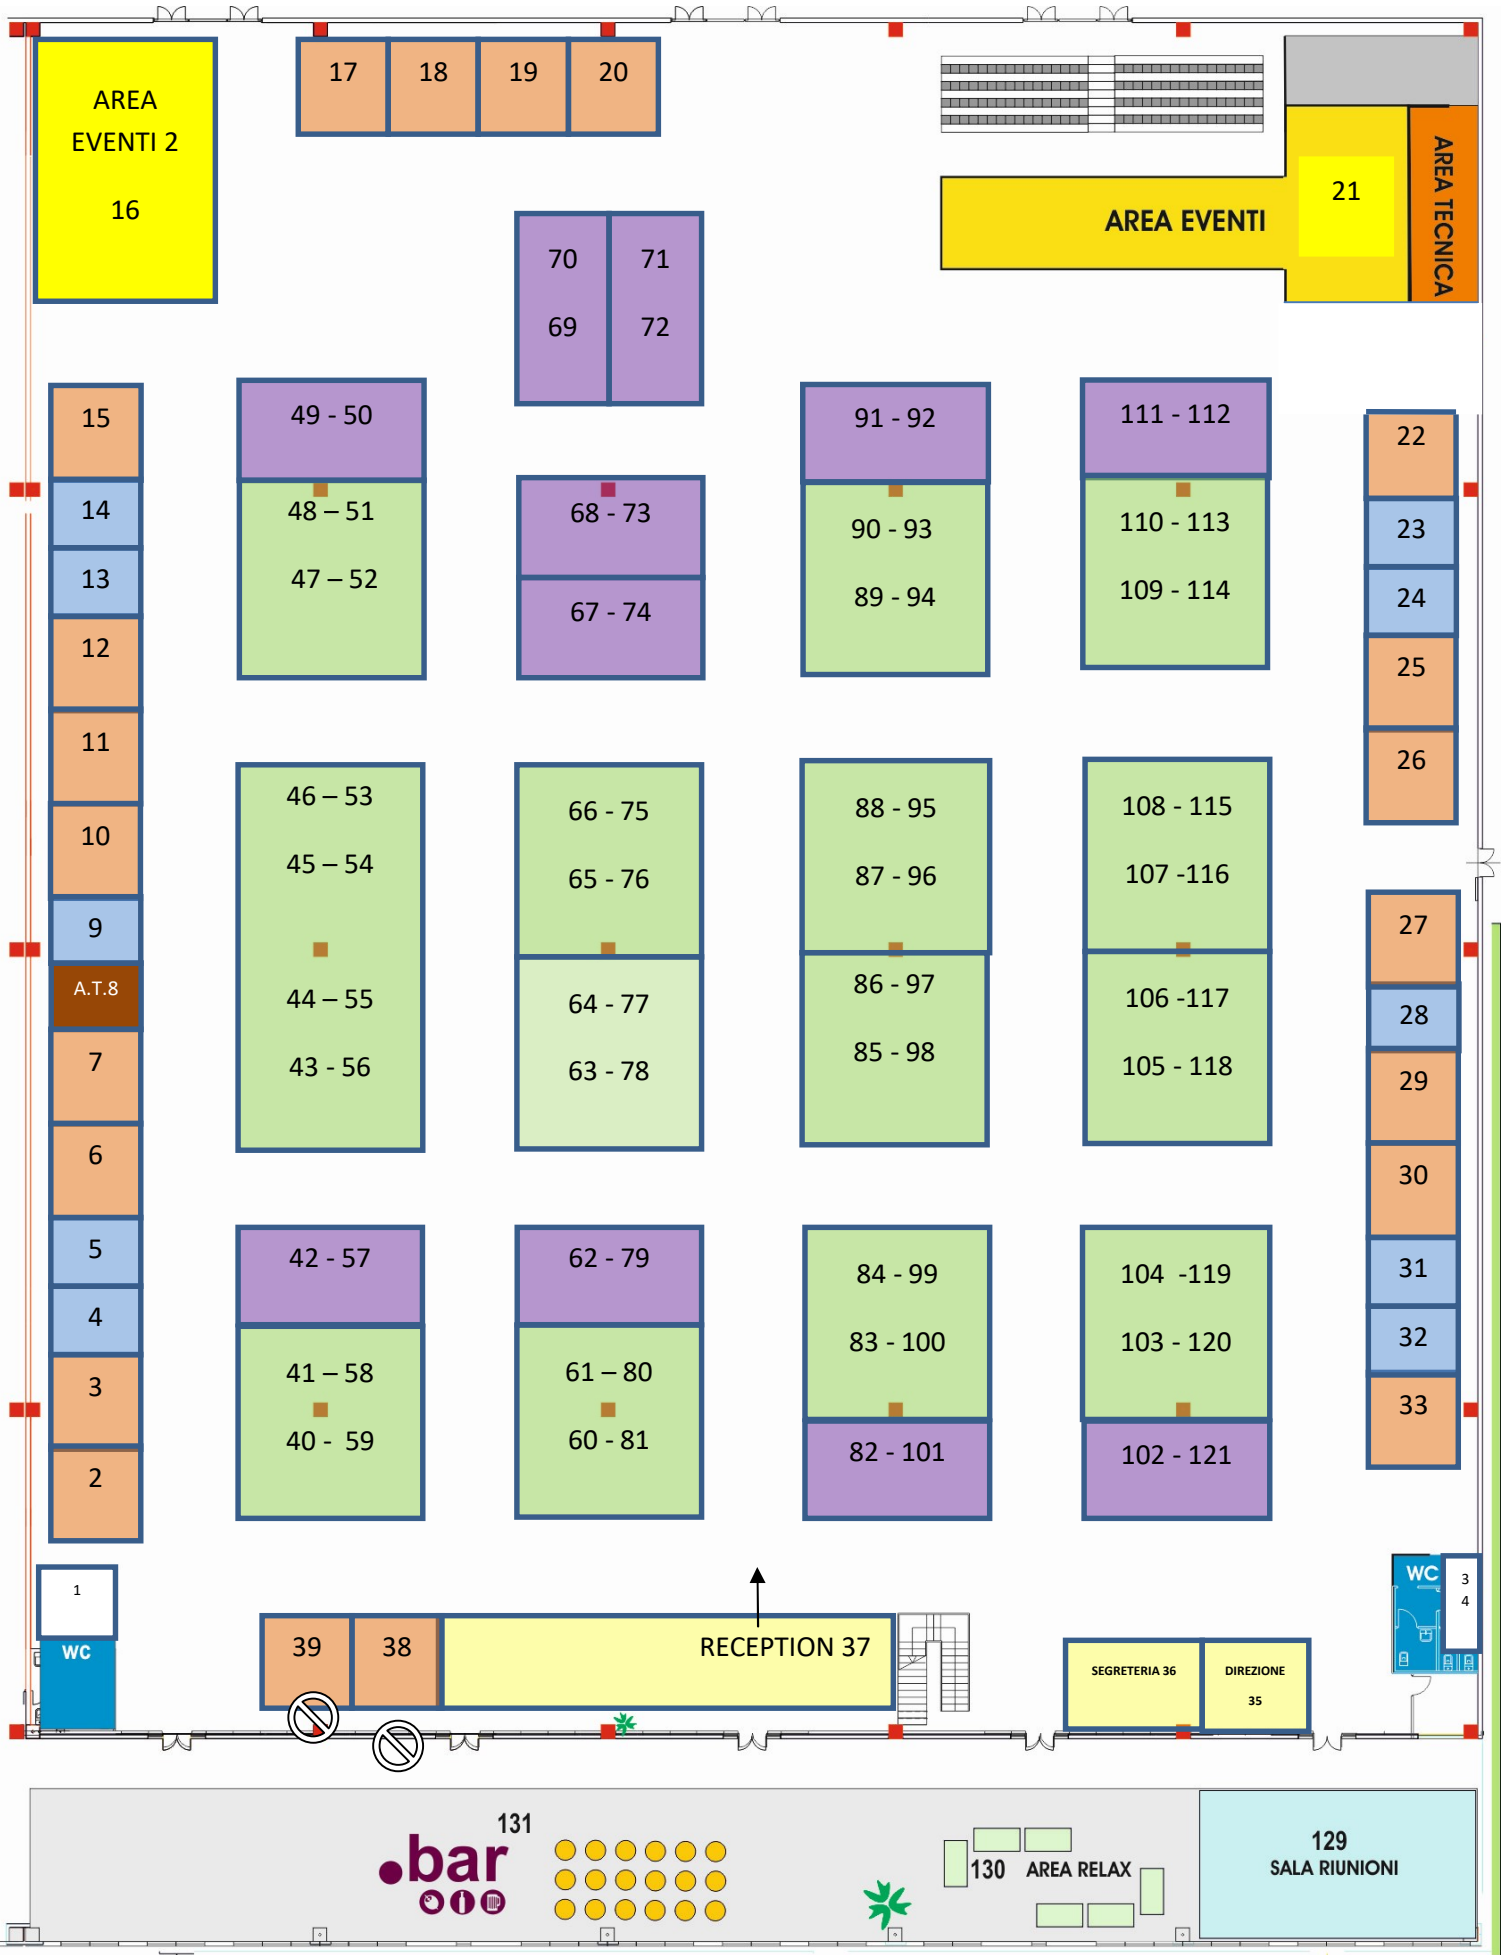 17
18
19
20
AREA
EVENTI 2
16
AREA EVENTI
21
AREA TECNICA
70
71
69
72
15
14
13
12
11
10
9
A.T.8
7
6
5
4
3
2
1
WC
49 - 50
48 – 51
47 – 52
68 - 73
67 - 74
91 - 92
90 - 93
89 - 94
111 - 112
110 - 113
109 - 114
22
23
24
25
26
46 – 53
45 – 54
44 – 55
43 - 56
66 - 75
65 - 76
64 - 77
63 - 78
88 - 95
87 - 96
86 - 97
85 - 98
108 - 115
107 -116
106 -117
105 - 118
27
28
29
30
31
32
33
42 - 57
41 – 58
40 - 59
62 - 79
61 – 80
60 - 81
84 - 99
83 - 100
82 - 101
104 -119
103 - 120
102 - 121
WC
3
4
39
38
RECEPTION 37
SEGRETERIA 36
DIREZIONE
35
131
.bar
130 AREA RELAX
129
SALA RIUNIONI